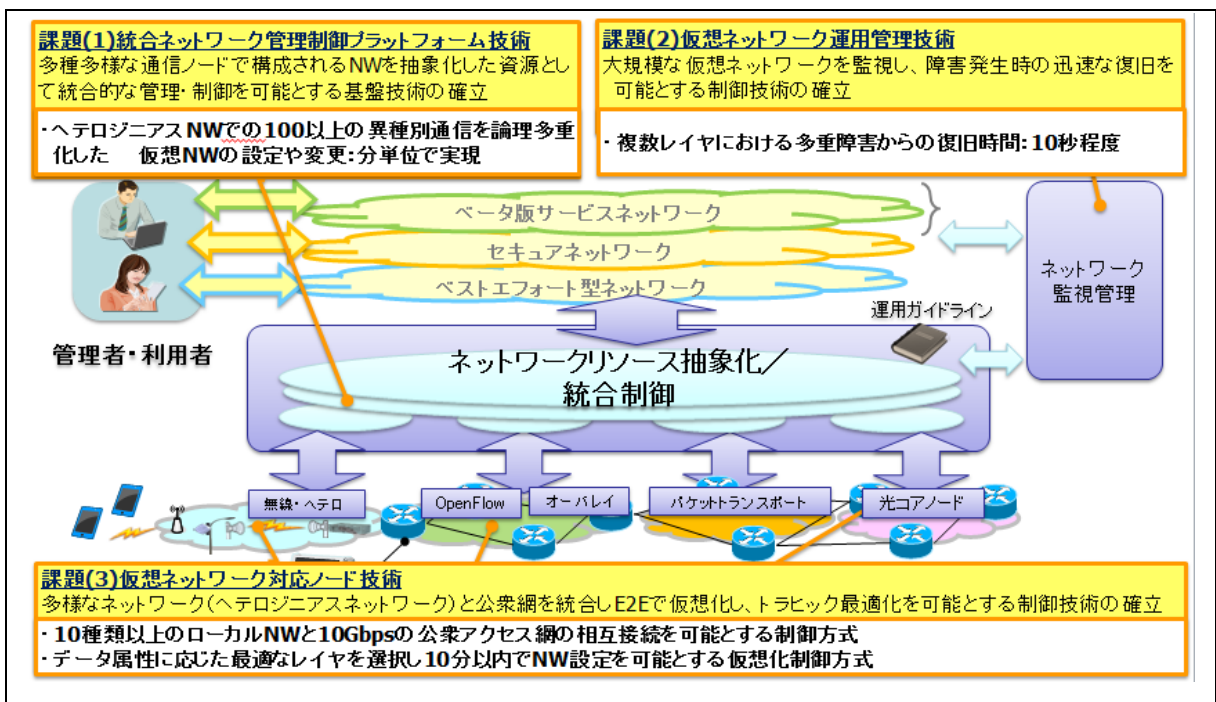 課題(1)統合ネットワーク管理制御プラットフォーム技術
多種多様な通信ノードで構成されるNWを抽象化した資源とし
て統合的な管理・制御を可能とする基盤技術の確立
・ヘテロジニアスNWでの100以上の異種別通信を論理多重
化した 仮想NWの設定や変更:分単位で実現
課題(2)仮想ネットワーク運用管理技術
大規模な仮想ネットワークを監視し、障害発生時の迅速な復旧を
可能とする制御技術の確立
・複数レイヤにおける多重障害からの復旧時間:10秒程度
ベータ版サービスネットワーク
セキュアネットワーク
ベストエフォート型ネットワーク
ネットワーク
監視管理
運用ガイドライン
管理者・利用者
ネットワークリソース抽象化/
統合制御
無線・ヘテロ
OpenFlow
オーバレイ
パケットトランスポート
光コアノード
課題(3)仮想ネットワーク対応ノード技術
多様なネットワーク(ヘテロジニアスネットワーク)と公衆網を統合しE2Eで仮想化し、トラヒック最適化を可能とする制御技術の確立
・10種類以上のローカルNWと10Gbpsの公衆アクセス網の相互接続を可能とする制御方式
・データ属性に応じた最適なレイヤを選択し10分以内でNW設定を可能とする仮想化制御方式